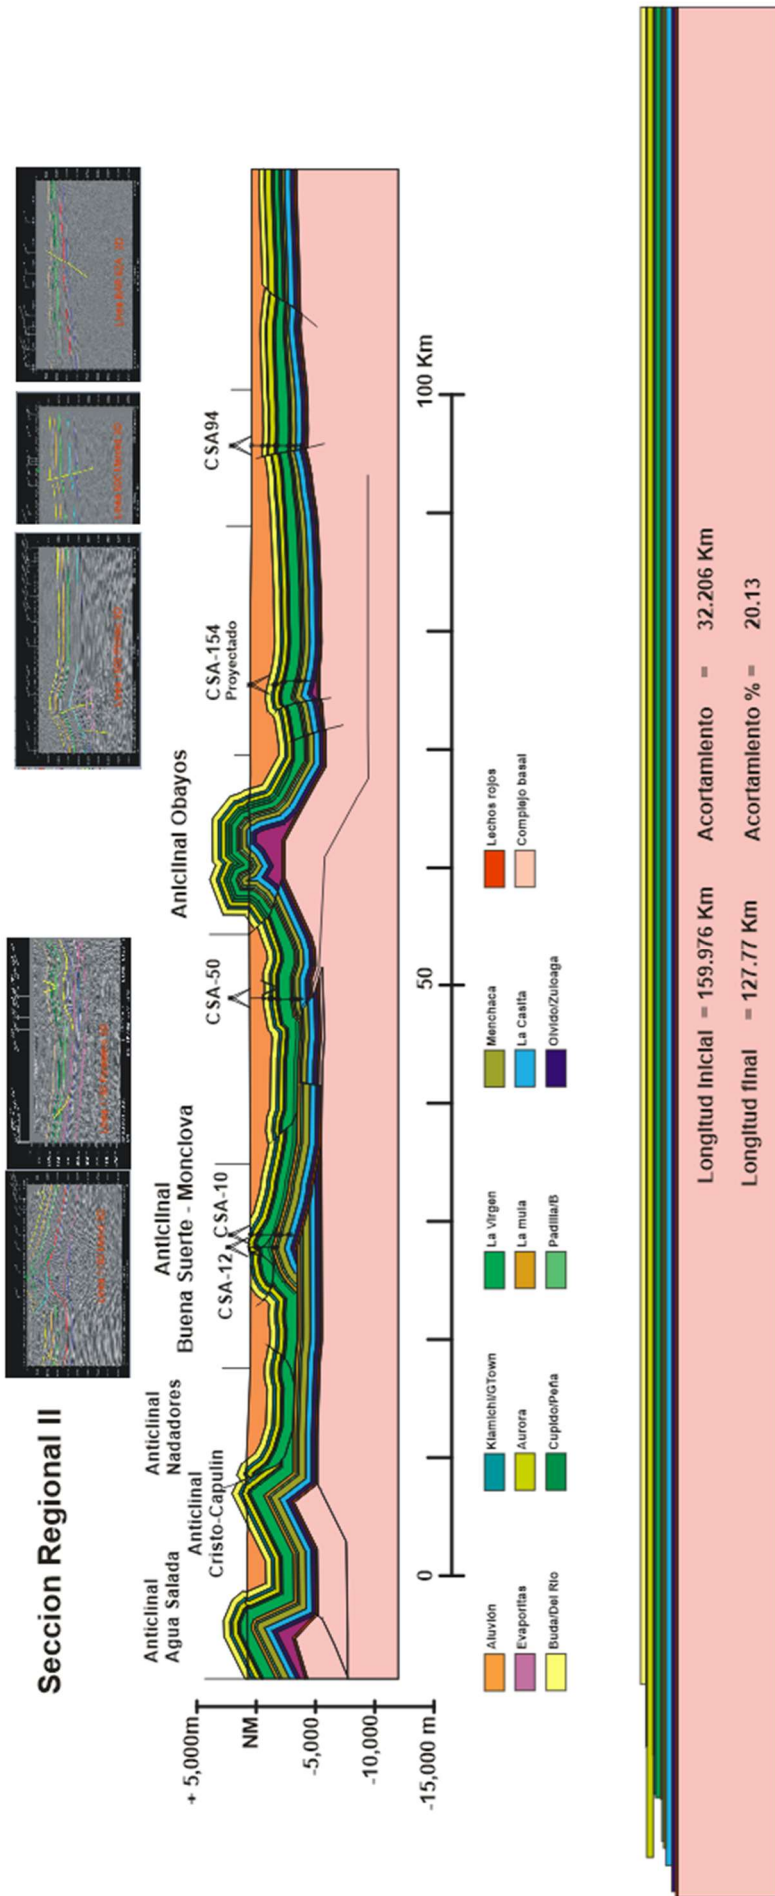 Seccion Regional II
Anticlinal
Agua Salada
Anticlinal
Cristo-Capulin
Anticlinal
Nadadores
Anticlinal
Buena Suerte - Monclova
CSA-12
CSA-10
CSA-50
Aniclinal Obayos
CSA-154
Proyectado
CSA94
+ 5,000m
NM
-5,000
-10,000
-15,000 m
0
50
100 Km
Aluvión
Evaporitas
Buda/Del Rio
Kiamichi/GTown
Aurora
Cupido/Peña
La Virgen
La mula
Padilla/B
Menchaca
La Casita
Olvido/Zuloaga
Lechos rojos
Complejo basal
Longitud Inicial = 159.976 Km Acortamiento = 32.206 Km
Longitud final = 127.77 Km Acortamiento % = 20.13